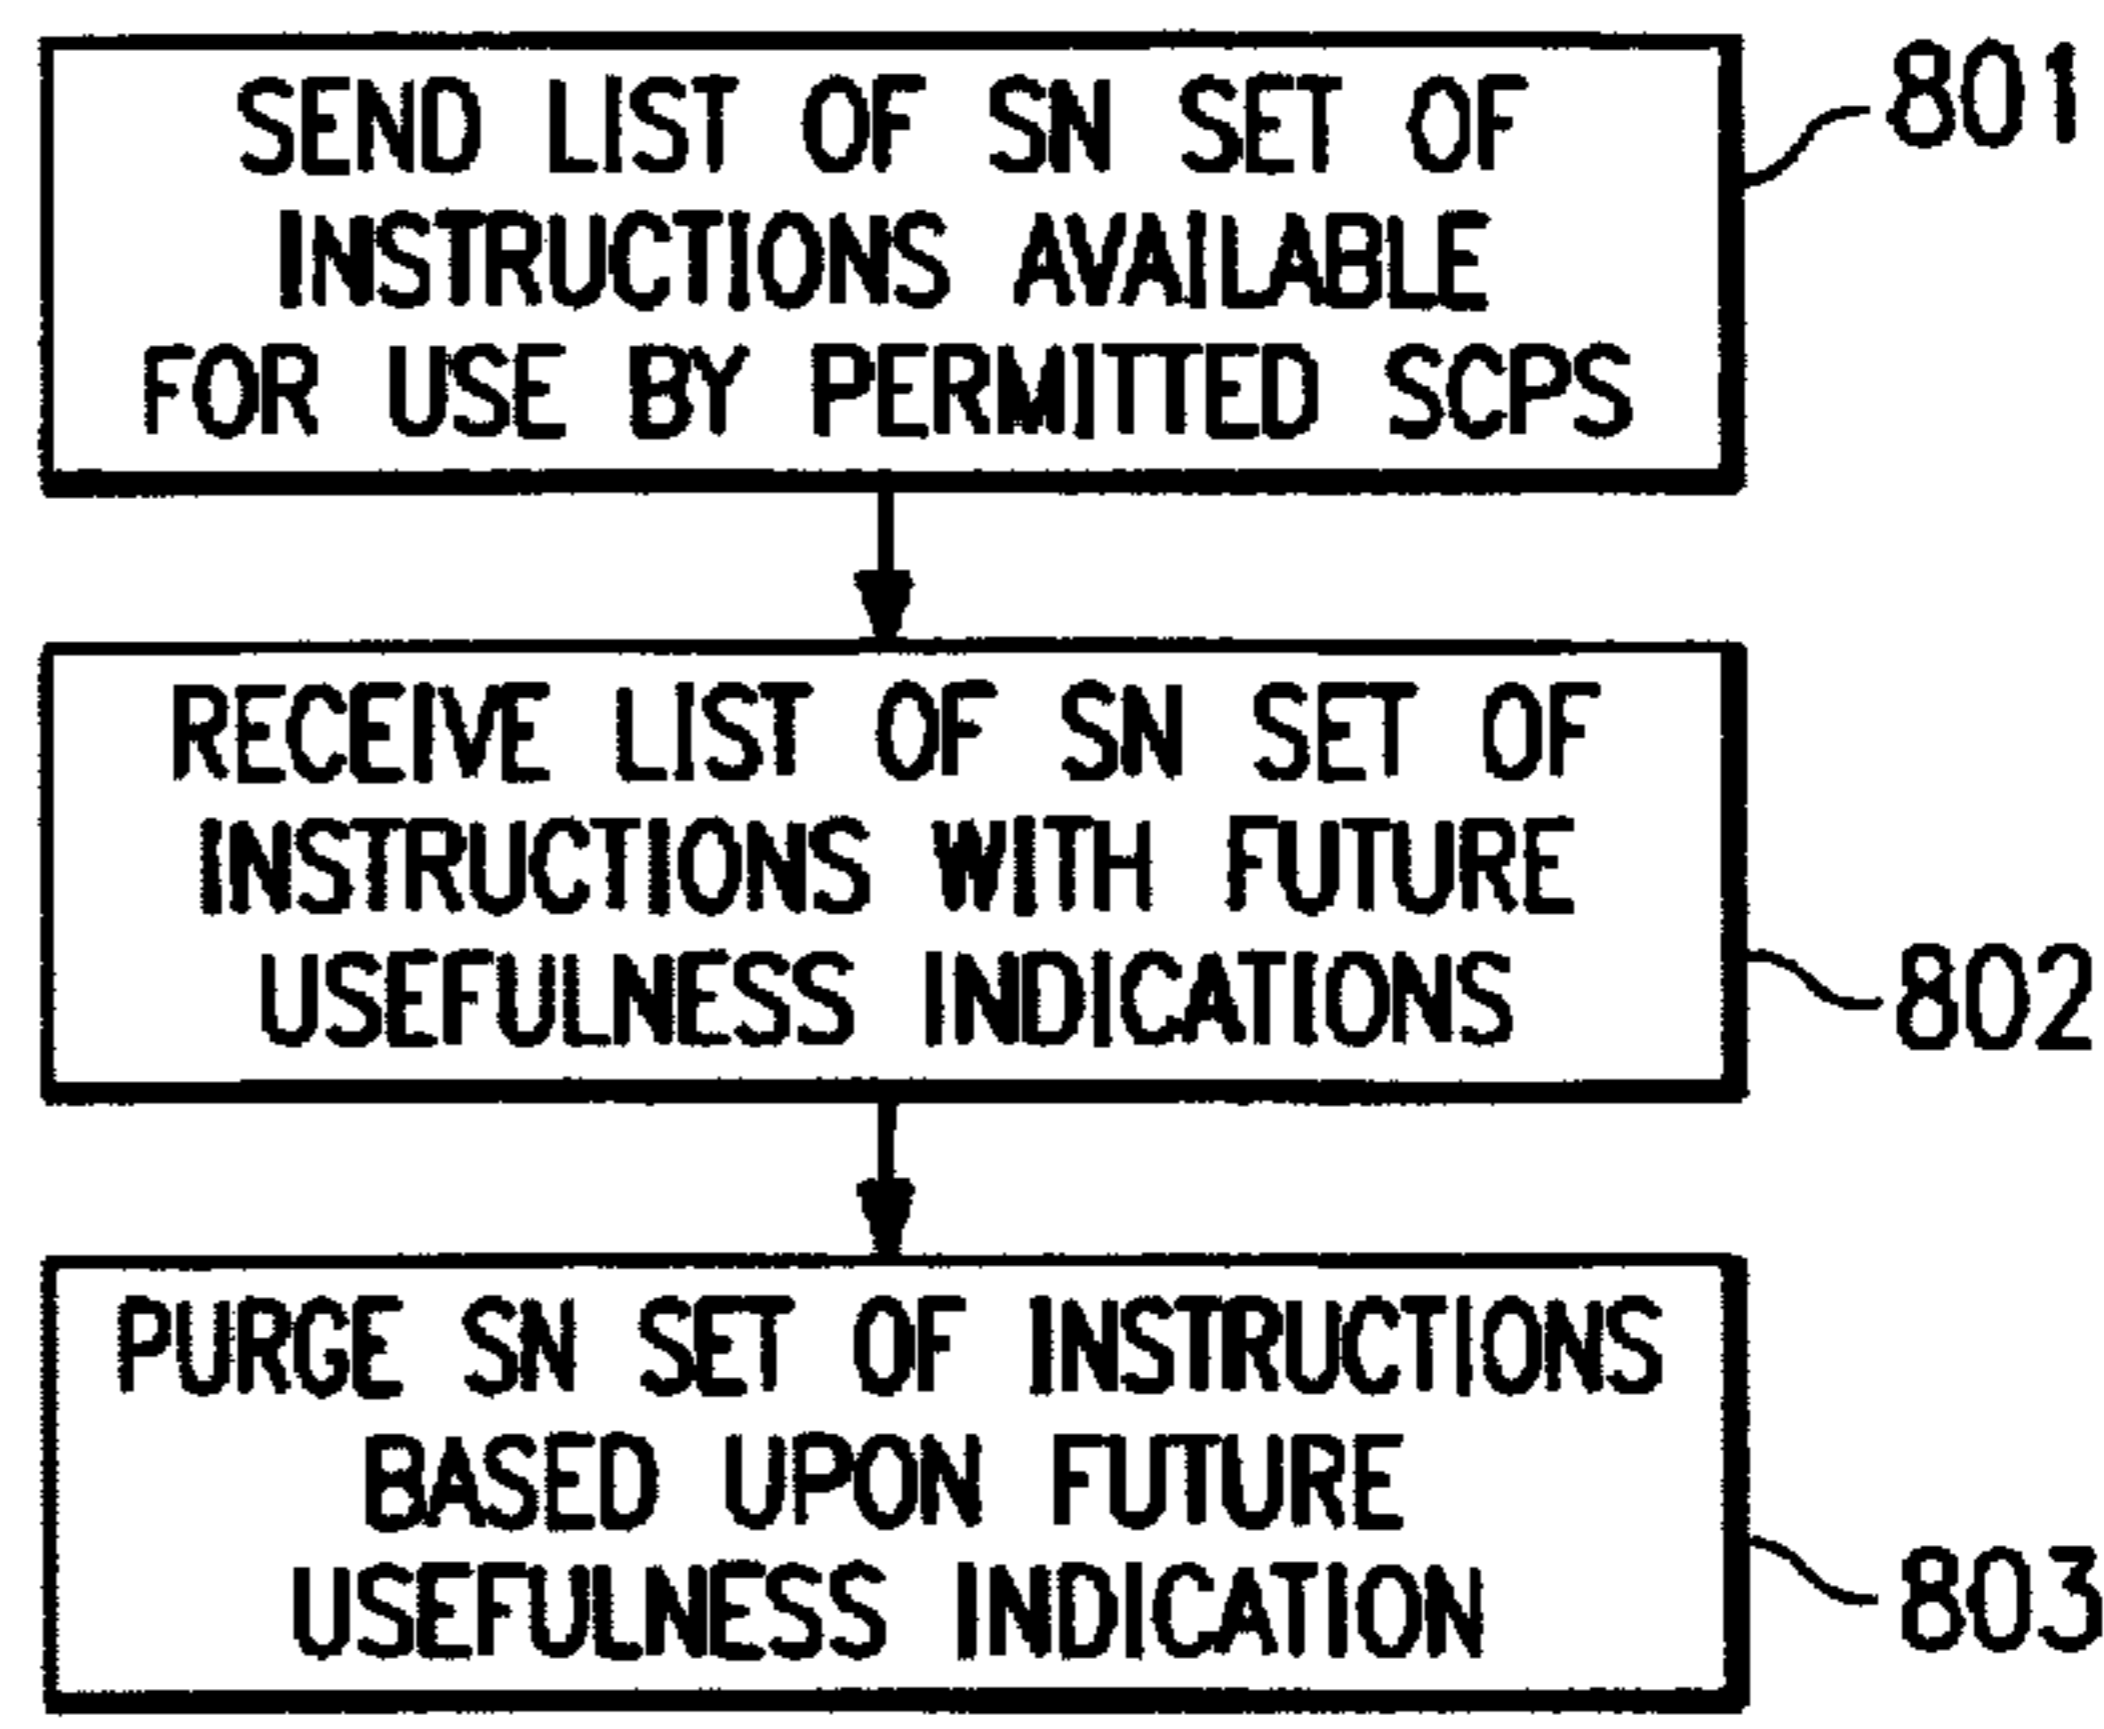 SEND LIST OF SN SET OF
INSTRUCTIONS AVAILABLE
FOR USE BY PERMITTED SCPS
801
RECEIVE LIST OF SN SET OF
INSTRUCTIONS WITH FUTURE
USEFULNESS INDICATIONS
802
PURGE SN SET OF INSTRUCTIONS
BASED UPON FUTURE
USEFULNESS INDICATION
803